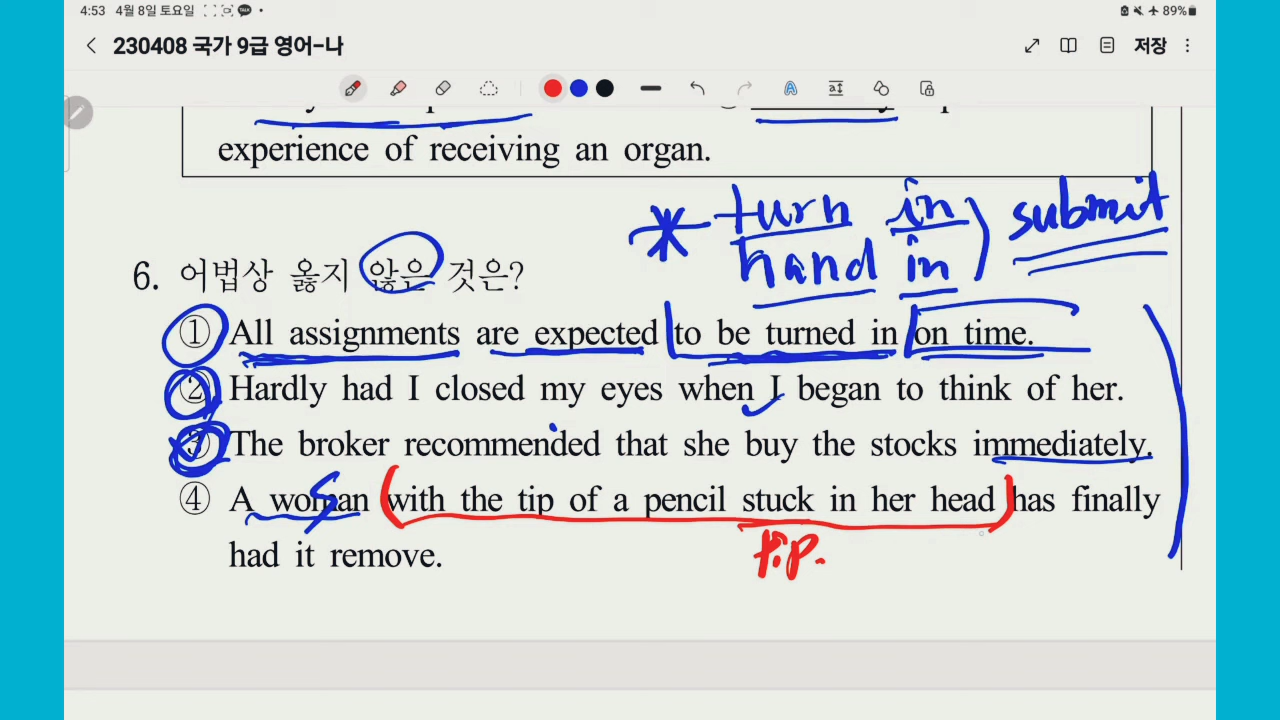 4:53 4월 8일 토요일 TALK 89%
230408 국가 9급 영어-나 저장
experience of receiving an organ.
* turn in
hand in
submit
6. 어법상 옳지 않은 것은?
① All assignments are expected to be turned in on time.
② Hardly had I closed my eyes when I began to think of her.
③ The broker recommended that she buy the stocks immediately.
④ A woman with the tip of a pencil stuck in her head has finally
had it remove.
S
p.p.